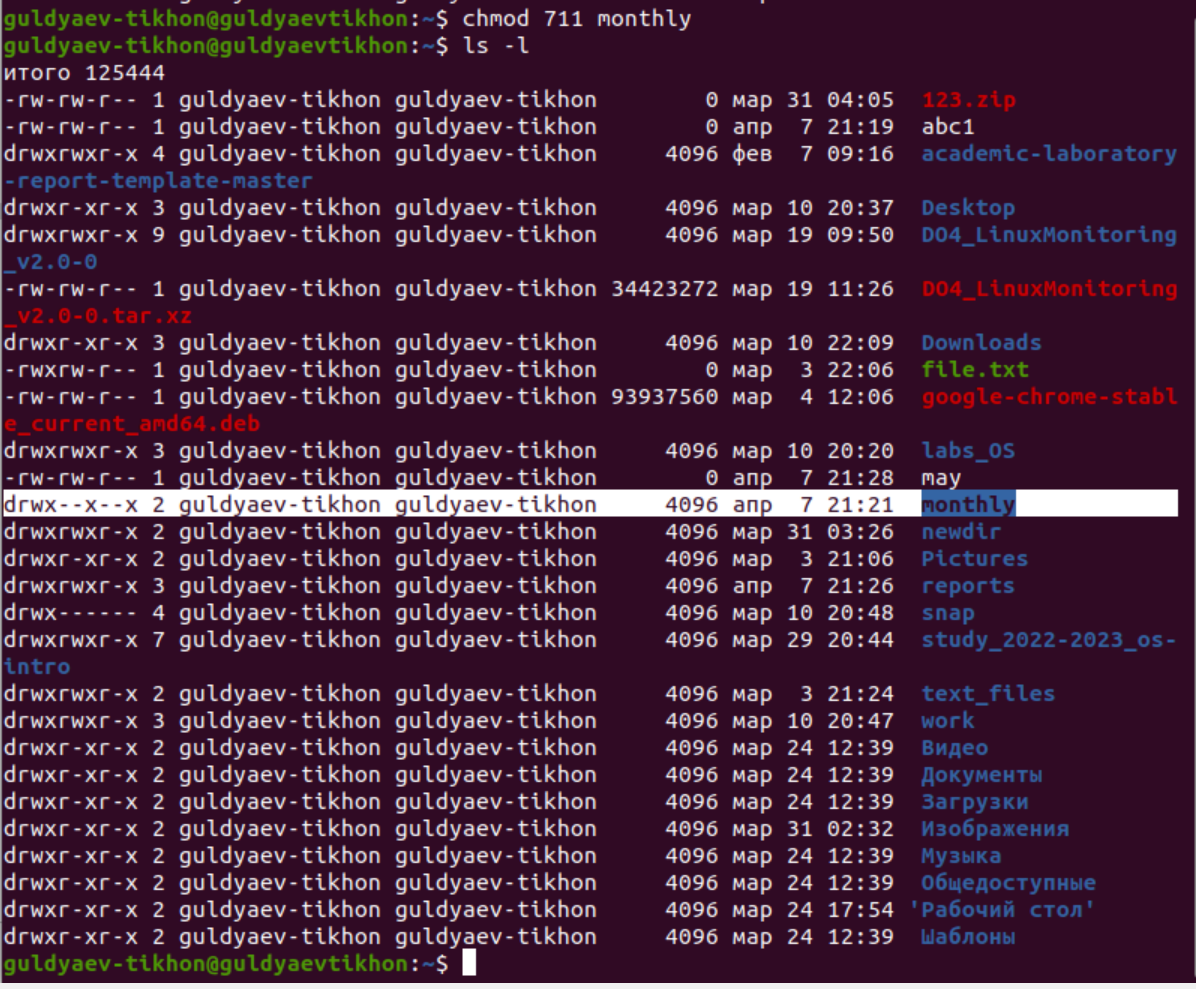 guldyaev-tikhon@guldyaevtikhon:~$ chmod 711 monthly
guldyaev-tikhon@guldyaevtikhon:~$ ls -l
итого 125444
-rw-rw-r-- 1 guldyaev-tikhon guldyaev-tikhon        0 мар 31 04:05  123.zip
-rw-rw-r-- 1 guldyaev-tikhon guldyaev-tikhon        0 апр  7 21:19  abc1
drwxrwxr-x 4 guldyaev-tikhon guldyaev-tikhon     4096 фев  7 09:16  academic-laboratory
-report-template-master
drwxr-xr-x 3 guldyaev-tikhon guldyaev-tikhon     4096 мар 10 20:37  Desktop
drwxrwxr-x 9 guldyaev-tikhon guldyaev-tikhon     4096 мар 19 09:50  DO4_LinuxMonitoring
_v2.0-0
-rw-rw-r-- 1 guldyaev-tikhon guldyaev-tikhon 34423272 мар 19 11:26  DO4_LinuxMonitoring
_v2.0-0.tar.xz
drwxr-xr-x 3 guldyaev-tikhon guldyaev-tikhon     4096 мар 10 22:09  Downloads
-rwxrw-r-- 1 guldyaev-tikhon guldyaev-tikhon        0 мар  3 22:06  file.txt
-rw-rw-r-- 1 guldyaev-tikhon guldyaev-tikhon 93937560 мар  4 12:06  google-chrome-stabl
e_current_amd64.deb
drwxrwxr-x 3 guldyaev-tikhon guldyaev-tikhon     4096 мар 10 20:20  labs_OS
-rw-rw-r-- 1 guldyaev-tikhon guldyaev-tikhon        0 апр  7 21:28  may
drwx--x--x 2 guldyaev-tikhon guldyaev-tikhon     4096 апр  7 21:21  monthly
drwxrwxr-x 2 guldyaev-tikhon guldyaev-tikhon     4096 мар 31 03:26  newdir
drwxr-xr-x 2 guldyaev-tikhon guldyaev-tikhon     4096 мар  3 21:06  Pictures
drwxrwxr-x 3 guldyaev-tikhon guldyaev-tikhon     4096 апр  7 21:26  reports
drwx------ 4 guldyaev-tikhon guldyaev-tikhon     4096 мар 10 20:48  snap
drwxrwxr-x 7 guldyaev-tikhon guldyaev-tikhon     4096 мар 29 20:44  study_2022-2023_os-
intro
drwxrwxr-x 2 guldyaev-tikhon guldyaev-tikhon     4096 мар  3 21:24  text_files
drwxrwxr-x 3 guldyaev-tikhon guldyaev-tikhon     4096 мар 10 20:47  work
drwxr-xr-x 2 guldyaev-tikhon guldyaev-tikhon     4096 мар 24 12:39  Видео
drwxr-xr-x 2 guldyaev-tikhon guldyaev-tikhon     4096 мар 24 12:39  Документы
drwxr-xr-x 2 guldyaev-tikhon guldyaev-tikhon     4096 мар 24 12:39  Загрузки
drwxr-xr-x 2 guldyaev-tikhon guldyaev-tikhon     4096 мар 31 02:32  Изображения
drwxr-xr-x 2 guldyaev-tikhon guldyaev-tikhon     4096 мар 24 12:39  Музыка
drwxr-xr-x 2 guldyaev-tikhon guldyaev-tikhon     4096 мар 24 12:39  Общедоступные
drwxr-xr-x 2 guldyaev-tikhon guldyaev-tikhon     4096 мар 24 17:54 'Рабочий стол'
drwxr-xr-x 2 guldyaev-tikhon guldyaev-tikhon     4096 мар 24 12:39  Шаблоны
guldyaev-tikhon@guldyaevtikhon:~$